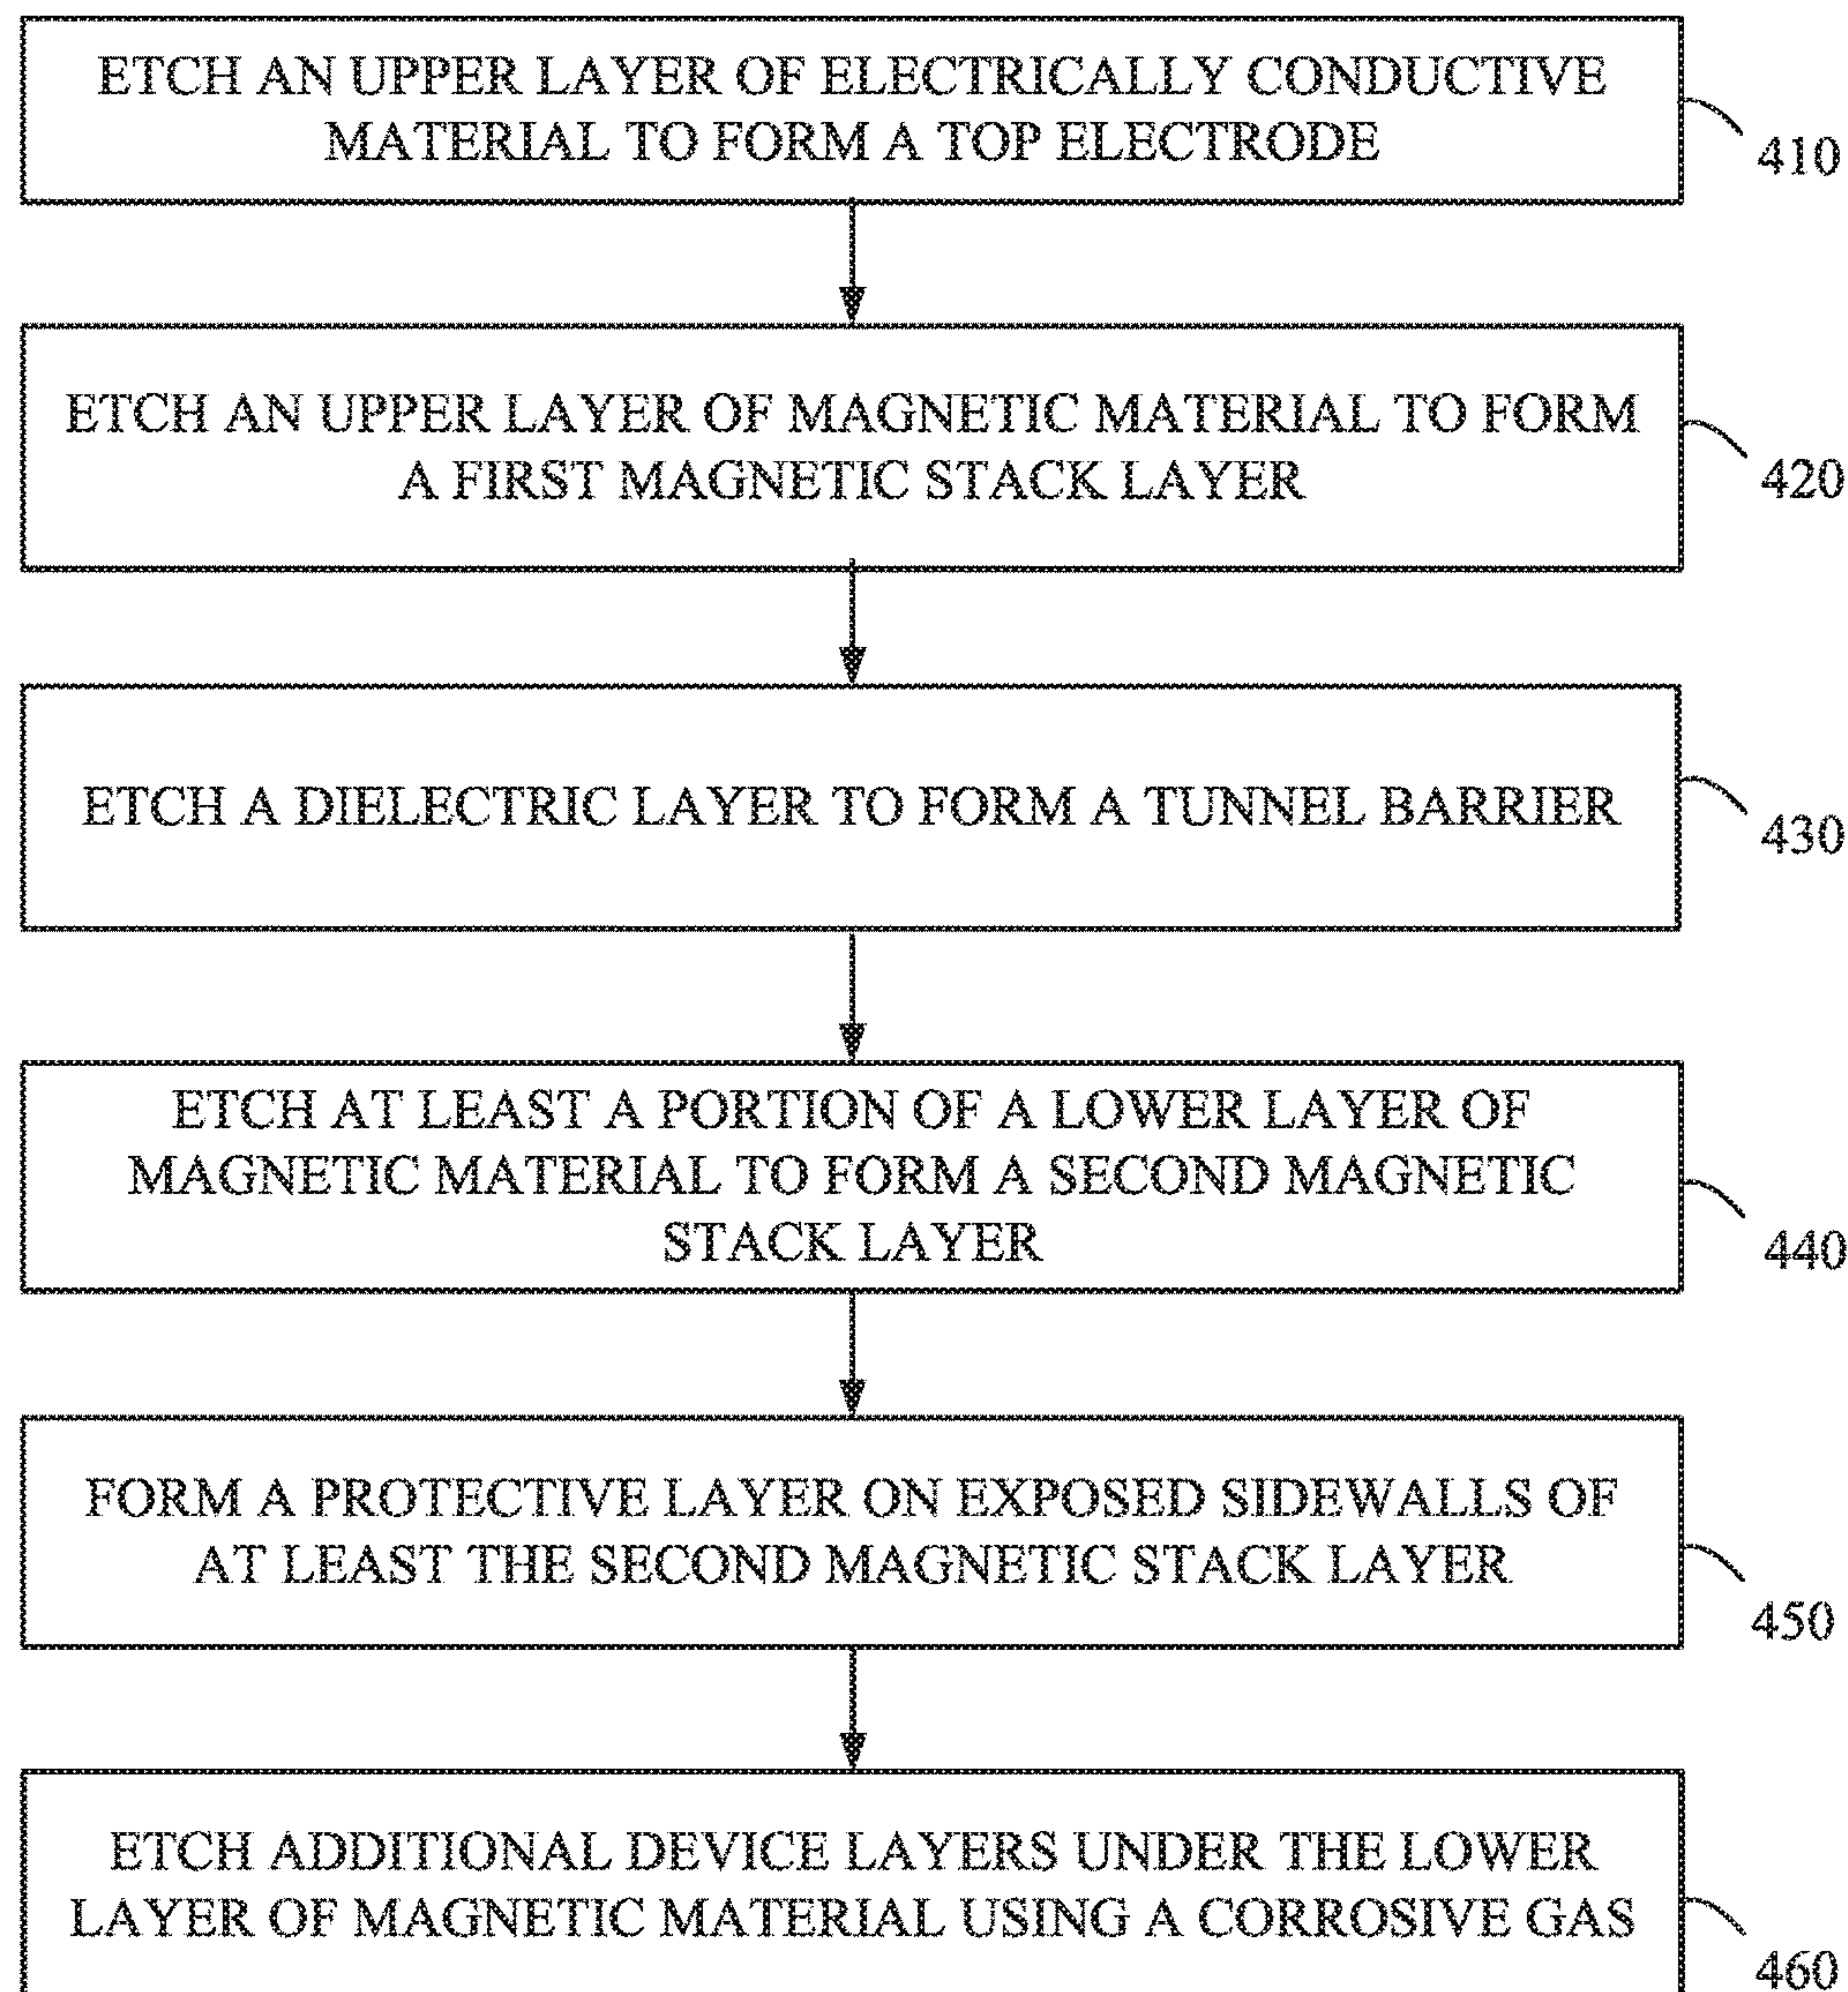 ETCH AN UPPER LAYER OF ELECTRICALLY CONDUCTIVE
MATERIAL TO FORM A TOP ELECTRODE
410
ETCH AN UPPER LAYER OF MAGNETIC MATERIAL TO FORM
A FIRST MAGNETIC STACK LAYER
420
ETCH A DIELECTRIC LAYER TO FORM A TUNNEL BARRIER
430
ETCH AT LEAST A PORTION OF A LOWER LAYER OF
MAGNETIC MATERIAL TO FORM A SECOND MAGNETIC
STACK LAYER
440
FORM A PROTECTIVE LAYER ON EXPOSED SIDEWALLS OF
AT LEAST THE SECOND MAGNETIC STACK LAYER
450
ETCH ADDITIONAL DEVICE LAYERS UNDER THE LOWER
LAYER OF MAGNETIC MATERIAL USING A CORROSIVE GAS
460